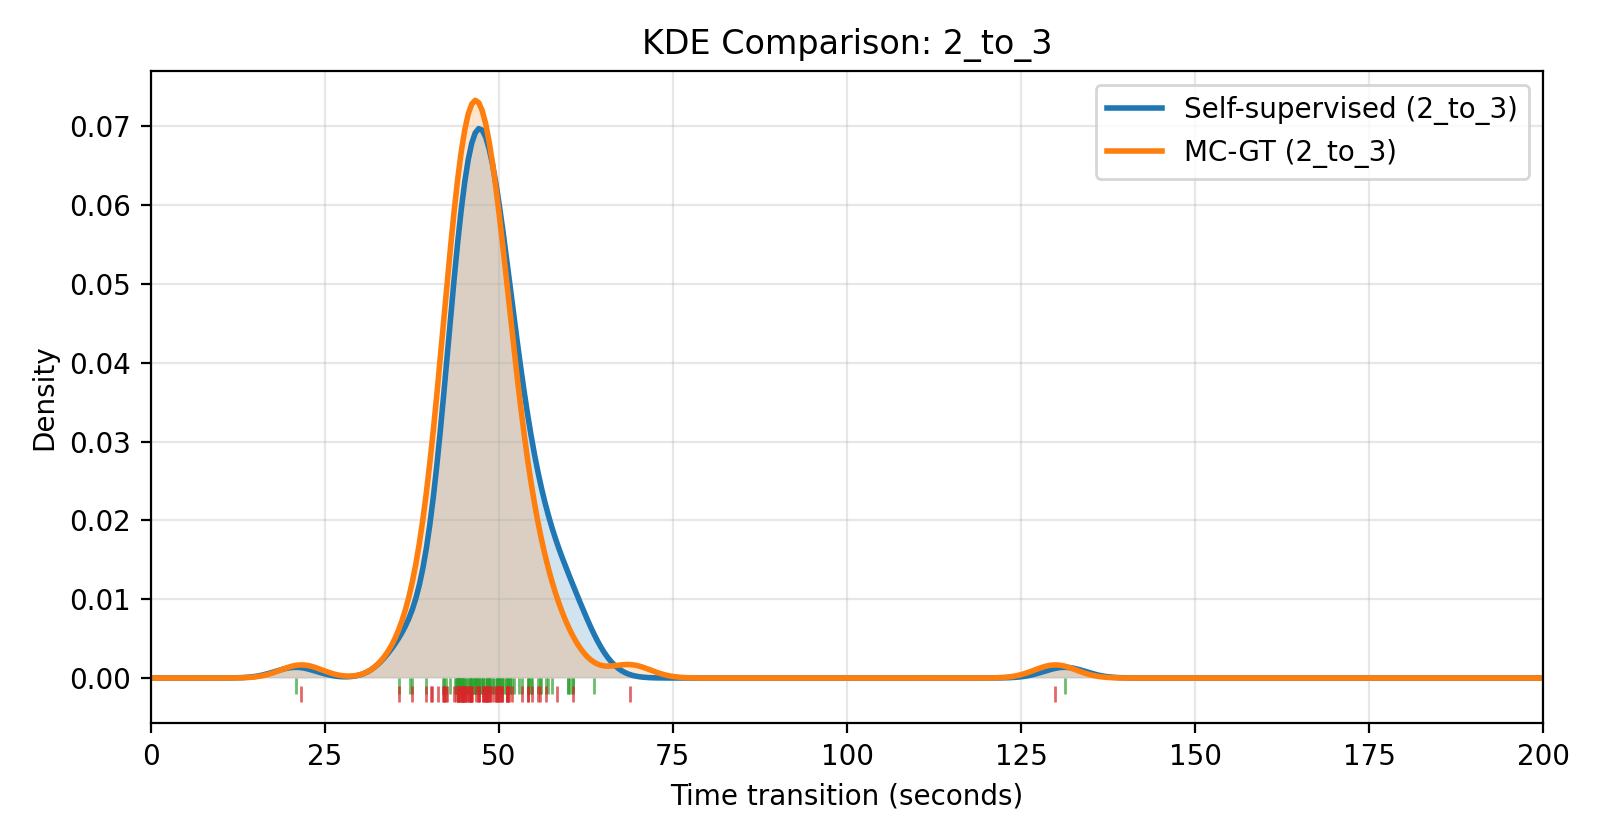 KDE Comparison: 2_to_3
Self-supervised (2_to_3)
MC-GT (2_to_3)
Density
0.07
0.06
0.05
0.04
0.03
0.02
0.01
0.00
0 25 50 75 100 125 150 175 200
Time transition (seconds)